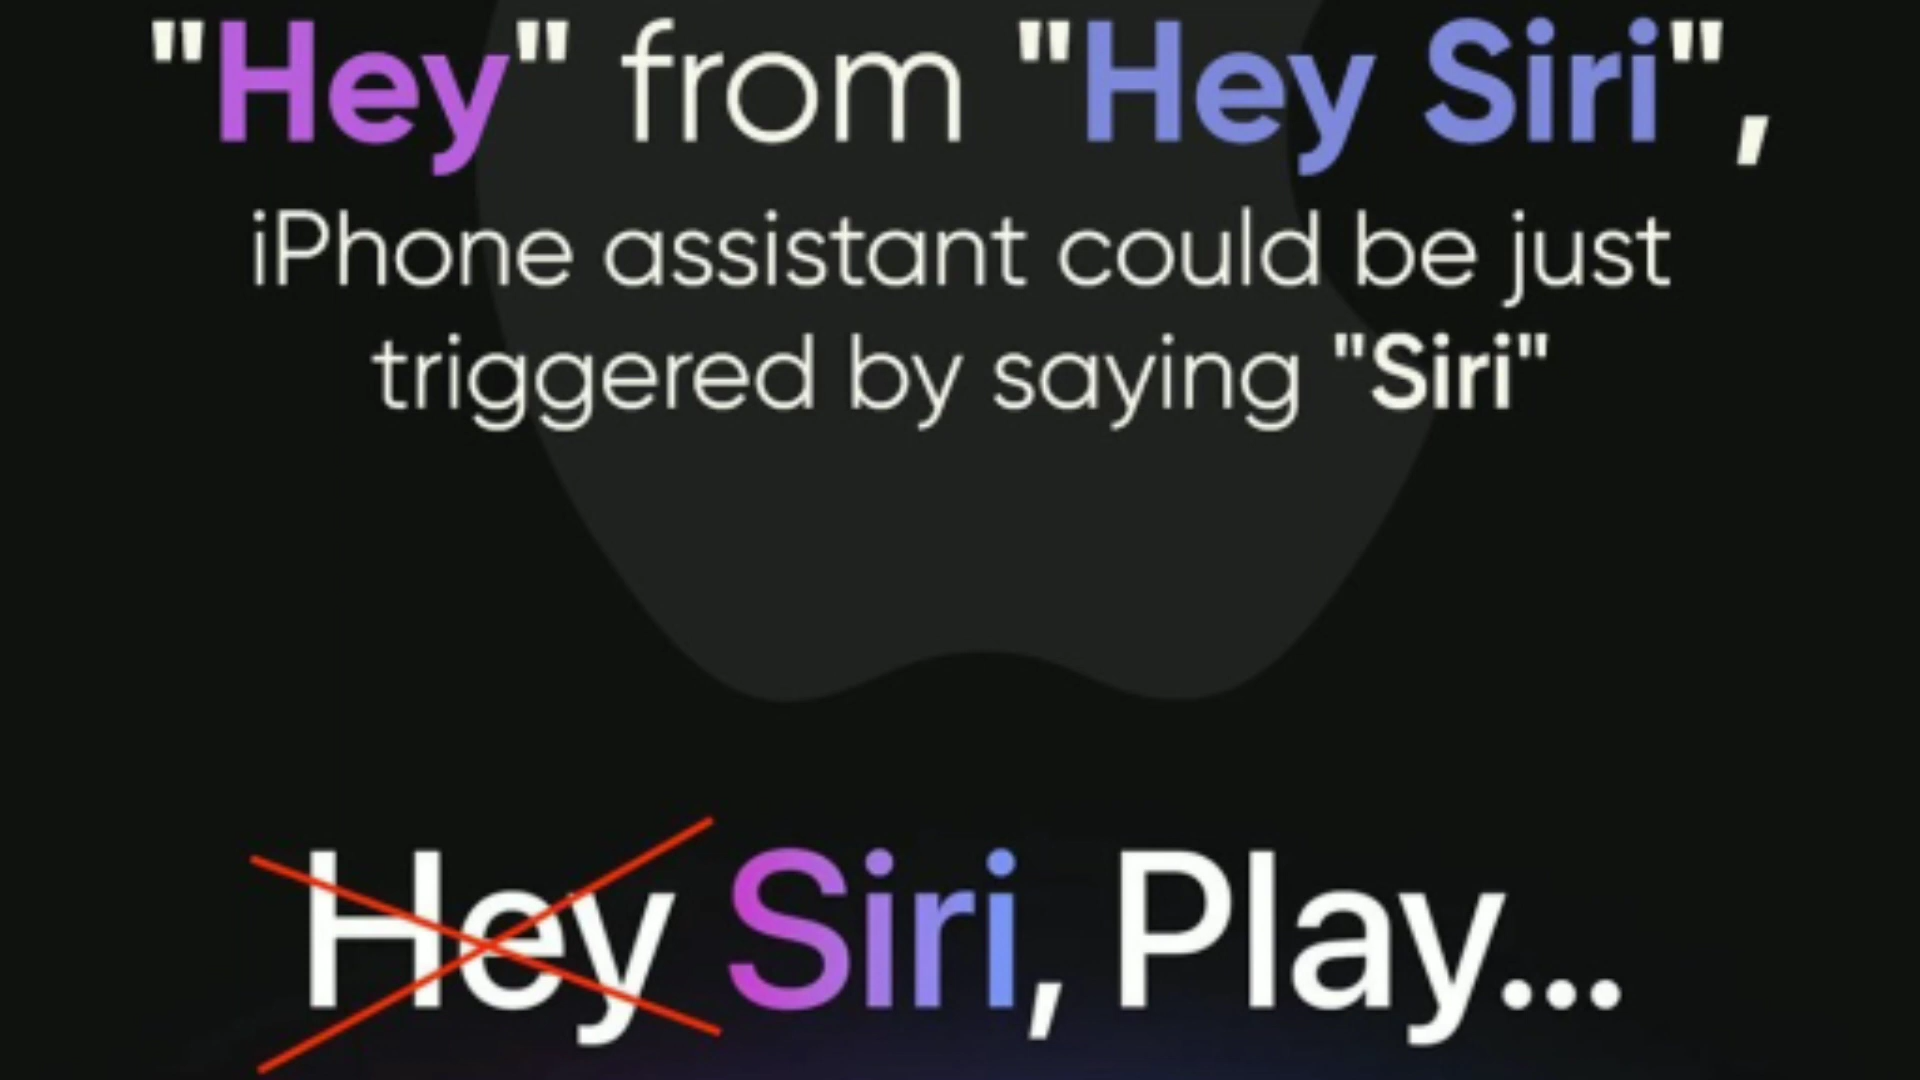 "Hey" from "Hey Siri",
iPhone assistant could be just
triggered by saying "Siri"
Hey Siri, Play...